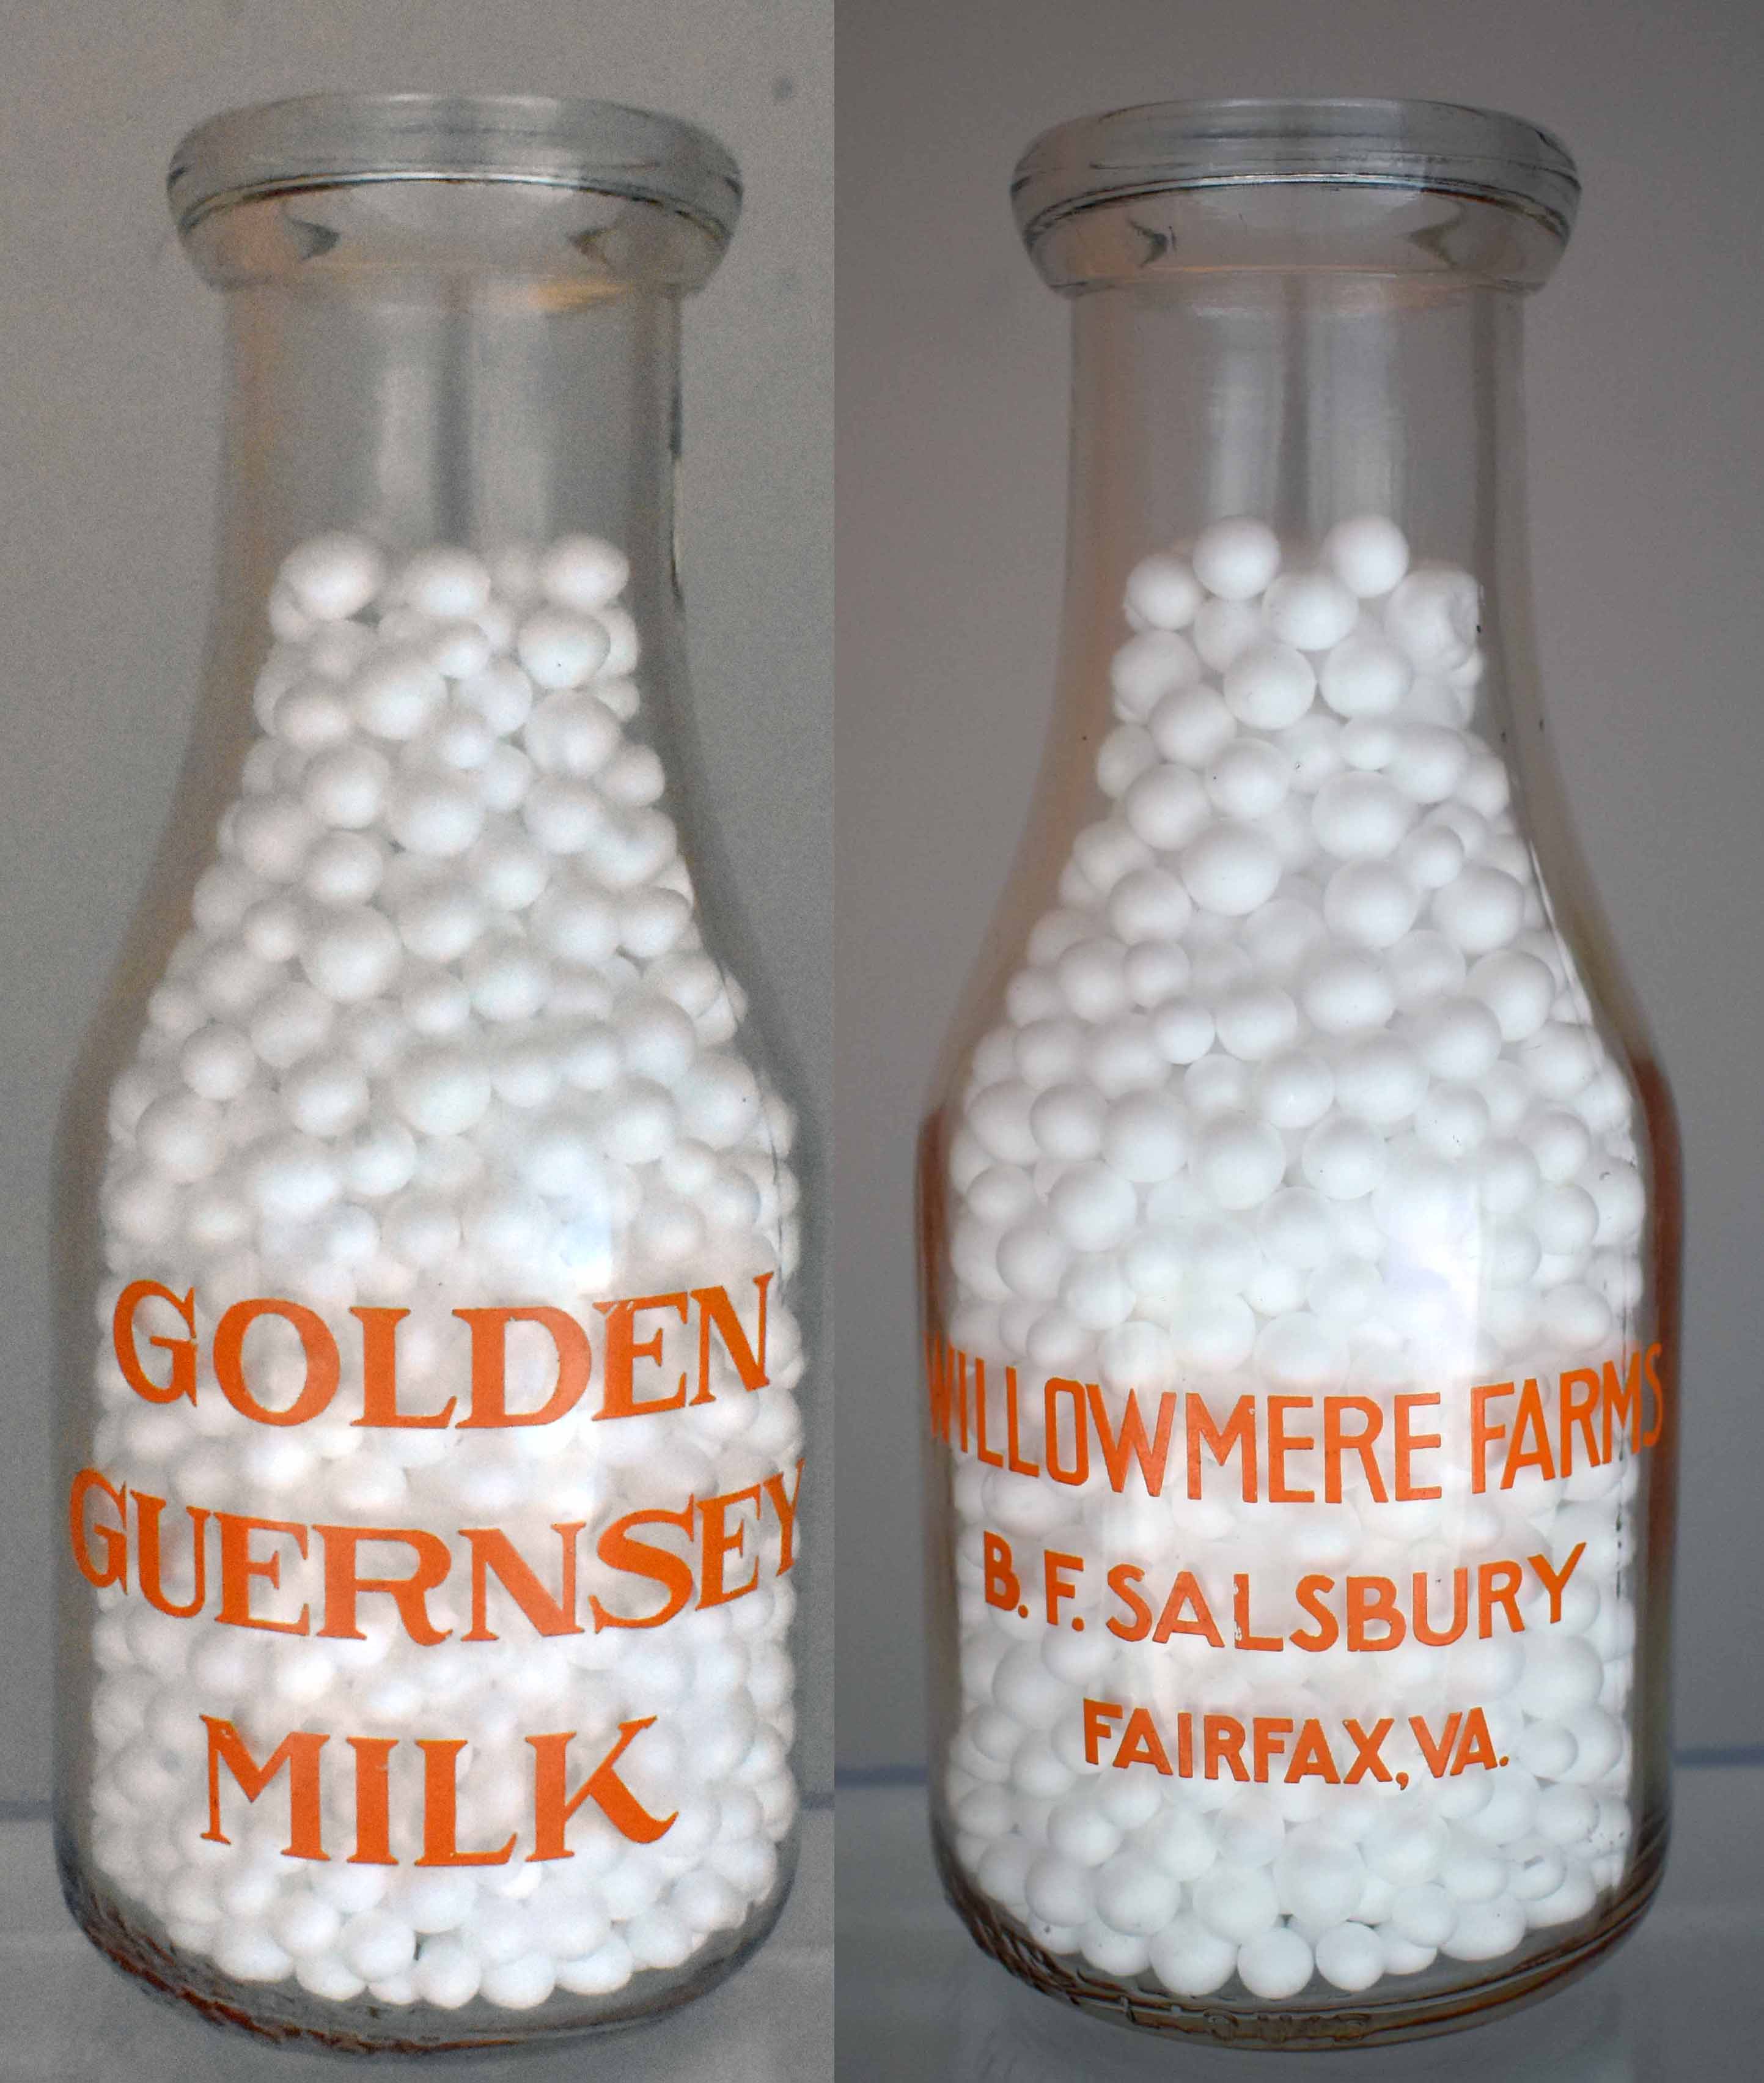 GOLDEN
GUERNSEY
MILK
WILLOWMERE FARMS
B. F. SALSBURY
FAIRFAX, VA.